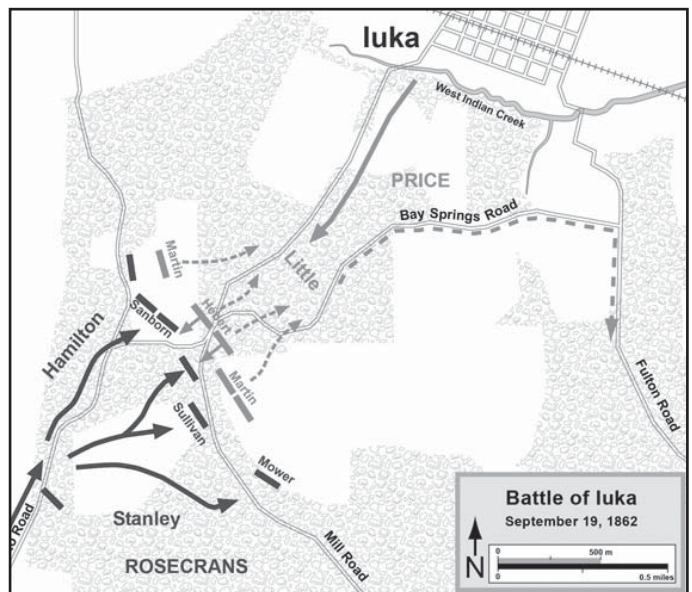 Iuka
West Indian Creek
PRICE
Bay Springs Road
Martin
Little
Hebert
Sanborn
Hamilton
Martin
Sullivan
Fulton Road
Mower
Stanley
Road
Mill Road
ROSECRANS
Battle of Iuka
September 19, 1862
N
0 500 m
0 0.5 miles